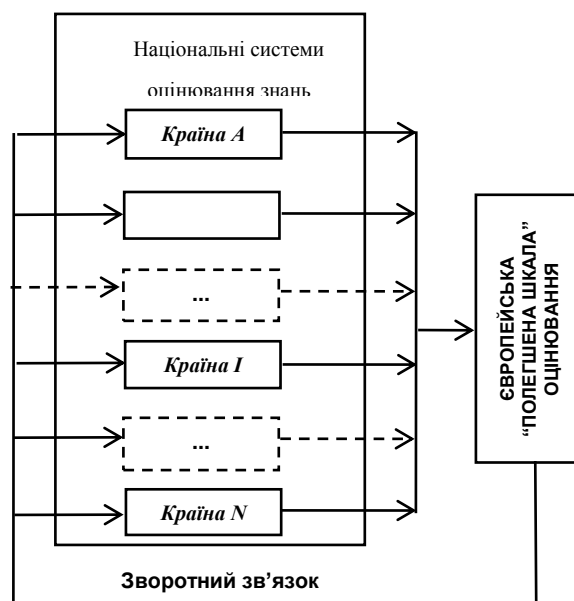 Національні системи
оцінювання знань
Країна A
...
Країна I
...
Країна N
ЄВРОПЕЙСЬКА
“ПОЛЕГШЕНА ШКАЛА”
ОЦІНЮВАННЯ
Зворотний зв’язок